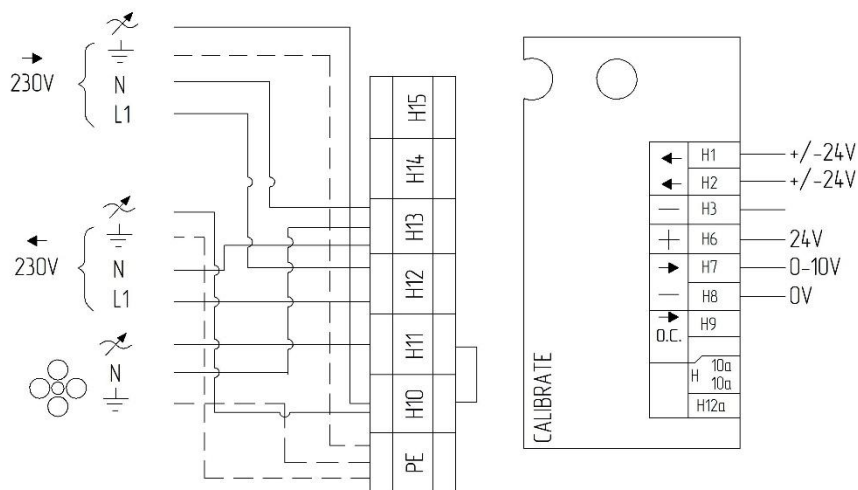 230V
N
L1
230V
N
L1
N
H15
H14
H13
H12
H11
H10
PE
CALIBRATE
H1 +/-24V
H2 +/-24V
H3
H6 24V
H7 0-10V
H8 0V
O.C. H9
H 10a
10a
H12a